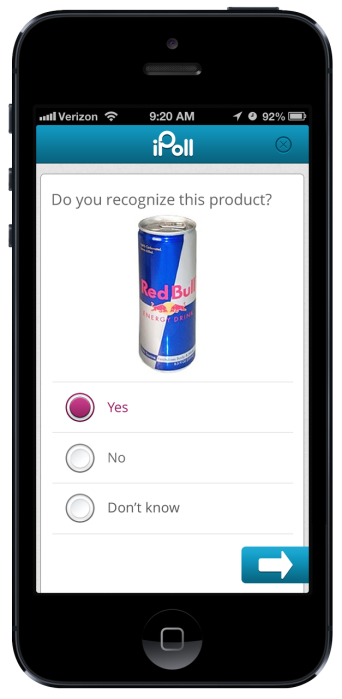 Verizon 9:20 AM 92%
iPoll
Do you recognize this product?
Red Bull
ENERGY DRINK
Yes
No
Don't know